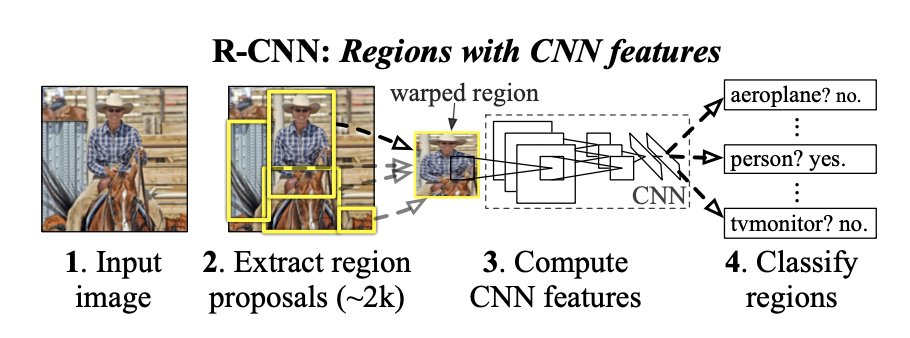 R-CNN: Regions with CNN features
warped region
aeroplane? no.
person? yes.
tvmonitor? no.
CNN
1. Input
image
2. Extract region
proposals (~2k)
3. Compute
CNN features
4. Classify
regions